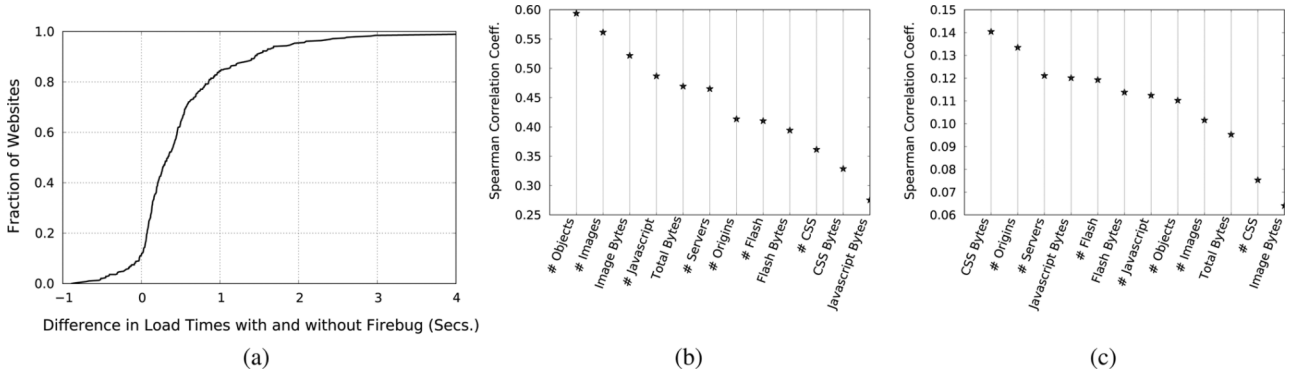 1.0
0.8
0.6
0.4
0.2
0.0
Fraction of Websites
−1 0 1 2 3 4
Difference in Load Times with and without Firebug (Secs.)
(a)
0.60
0.55
0.50
0.45
0.40
0.35
0.30
0.25
Spearman Correlation Coeff.
# Objects
# Images
Image Bytes
# Javascript
Total Bytes
# Servers
# Origins
# Flash
Flash Bytes
# CSS
CSS Bytes
Javascript Bytes
(b)
0.15
0.14
0.13
0.12
0.11
0.10
0.09
0.08
0.07
0.06
Spearman Correlation Coeff.
CSS Bytes
# Origins
# Servers
Javascript Bytes
# Flash
Flash Bytes
# Javascript
# Objects
# Images
Total Bytes
# CSS
Image Bytes
(c)